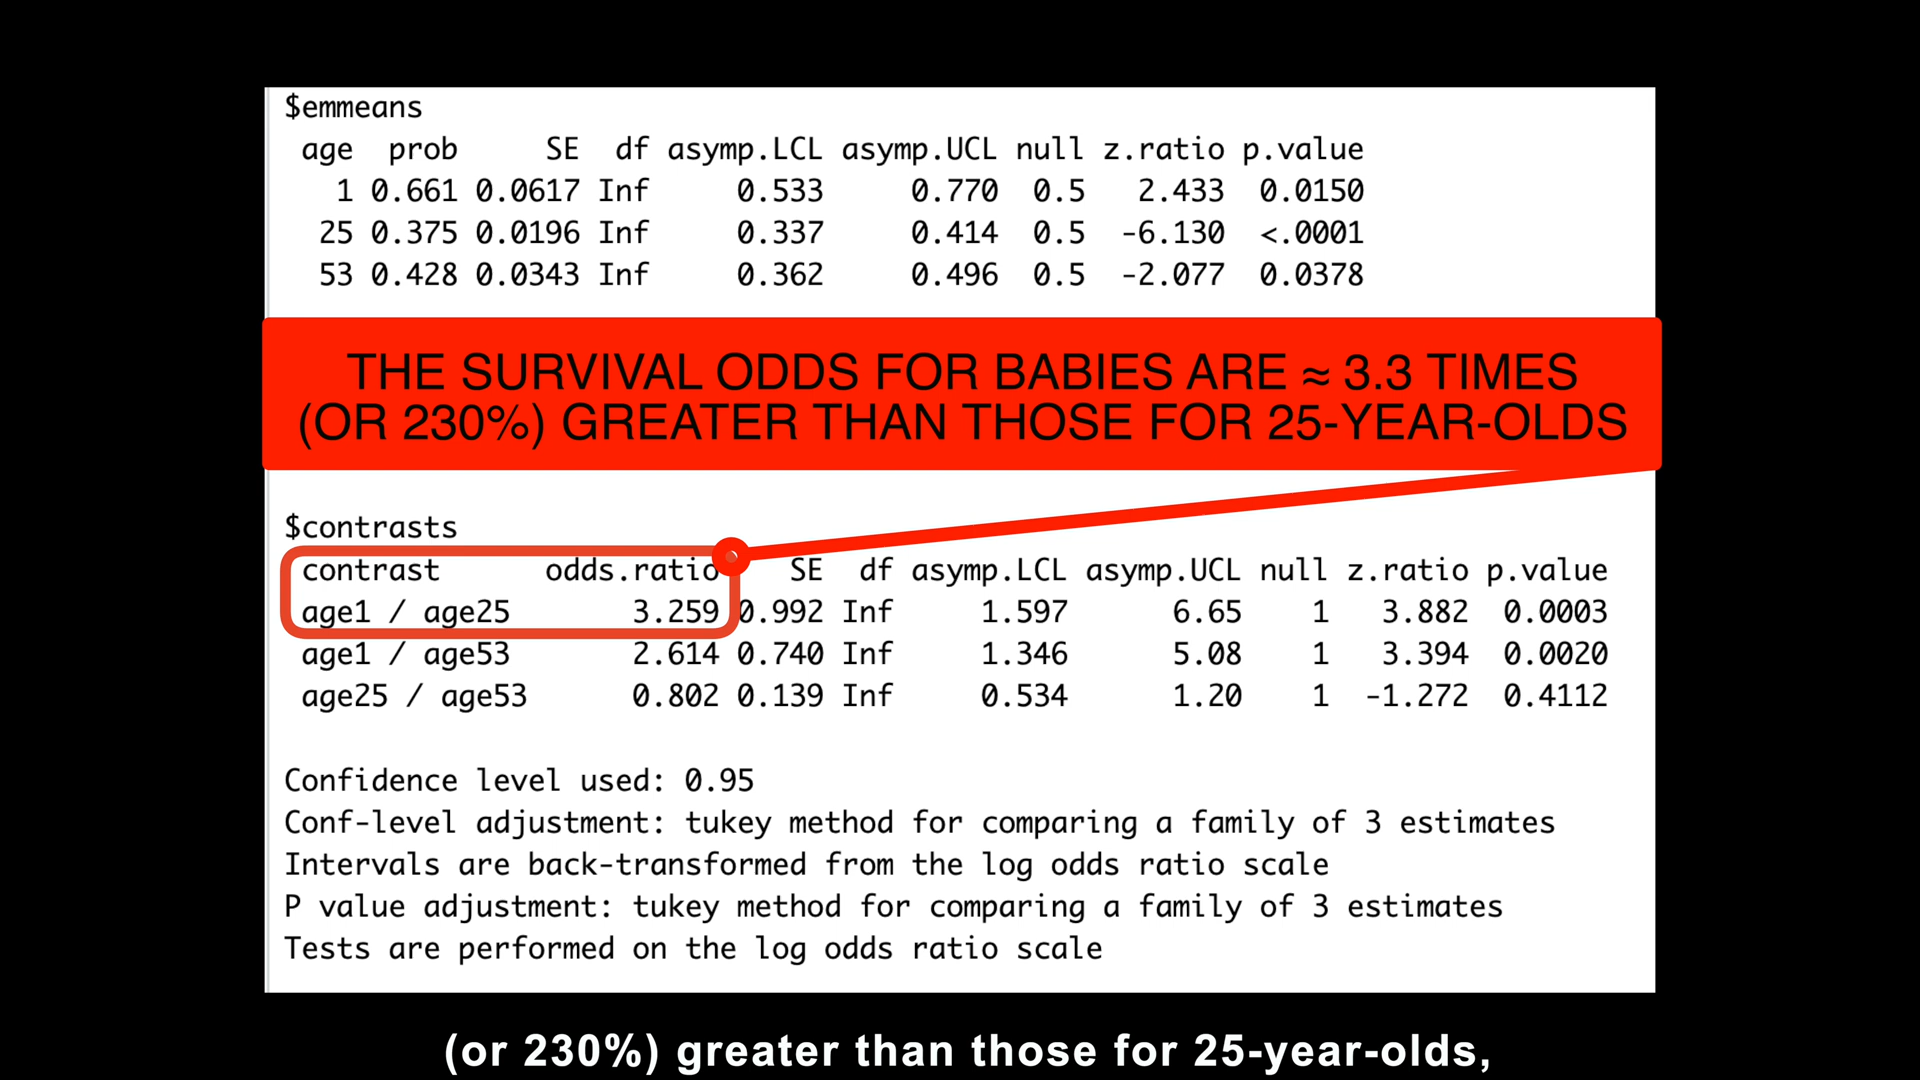 $emmeans
age prob SE df asymp.LCL asymp.UCL null z.ratio p.value
1 0.661 0.0617 Inf 0.533 0.770 0.5 2.433 0.0150
25 0.375 0.0196 Inf 0.337 0.414 0.5 -6.130 <.0001
53 0.428 0.0343 Inf 0.362 0.496 0.5 -2.077 0.0378
THE SURVIVAL ODDS FOR BABIES ARE ≈ 3.3 TIMES
(OR 230%) GREATER THAN THOSE FOR 25-YEAR-OLDS
$contrasts
contrast odds.ratio SE df asymp.LCL asymp.UCL null z.ratio p.value
age1 / age25 3.259 0.992 Inf 1.597 6.65 1 3.882 0.0003
age1 / age53 2.614 0.740 Inf 1.346 5.08 1 3.394 0.0020
age25 / age53 0.802 0.139 Inf 0.534 1.20 1 -1.272 0.4112
Confidence level used: 0.95
Conf-level adjustment: tukey method for comparing a family of 3 estimates
Intervals are back-transformed from the log odds ratio scale
P value adjustment: tukey method for comparing a family of 3 estimates
Tests are performed on the log odds ratio scale
(or 230%) greater than those for 25-year-olds,